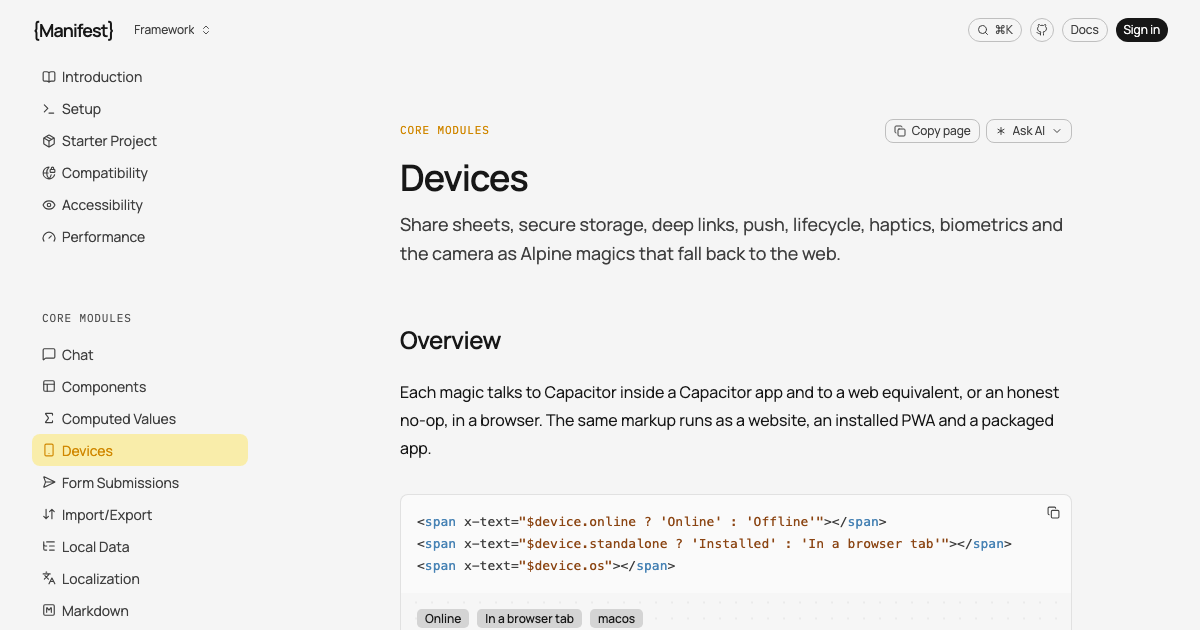 {Manifest}
Framework
⌘K
Docs
Sign in
Introduction
Setup
Starter Project
Compatibility
Accessibility
Performance
CORE MODULES
Chat
Components
Computed Values
Devices
Form Submissions
Import/Export
Local Data
Localization
Markdown
CORE MODULES
Copy page
Ask AI
Devices
Share sheets, secure storage, deep links, push, lifecycle, haptics, biometrics and
the camera as Alpine magics that fall back to the web.
Overview
Each magic talks to Capacitor inside a Capacitor app and to a web equivalent, or an honest
no-op, in a browser. The same markup runs as a website, an installed PWA and a packaged
app.
<span x-text="$device.online ? 'Online' : 'Offline'"></span>
<span x-text="$device.standalone ? 'Installed' : 'In a browser tab'"></span>
<span x-text="$device.os"></span>
Online
In a browser tab
macos